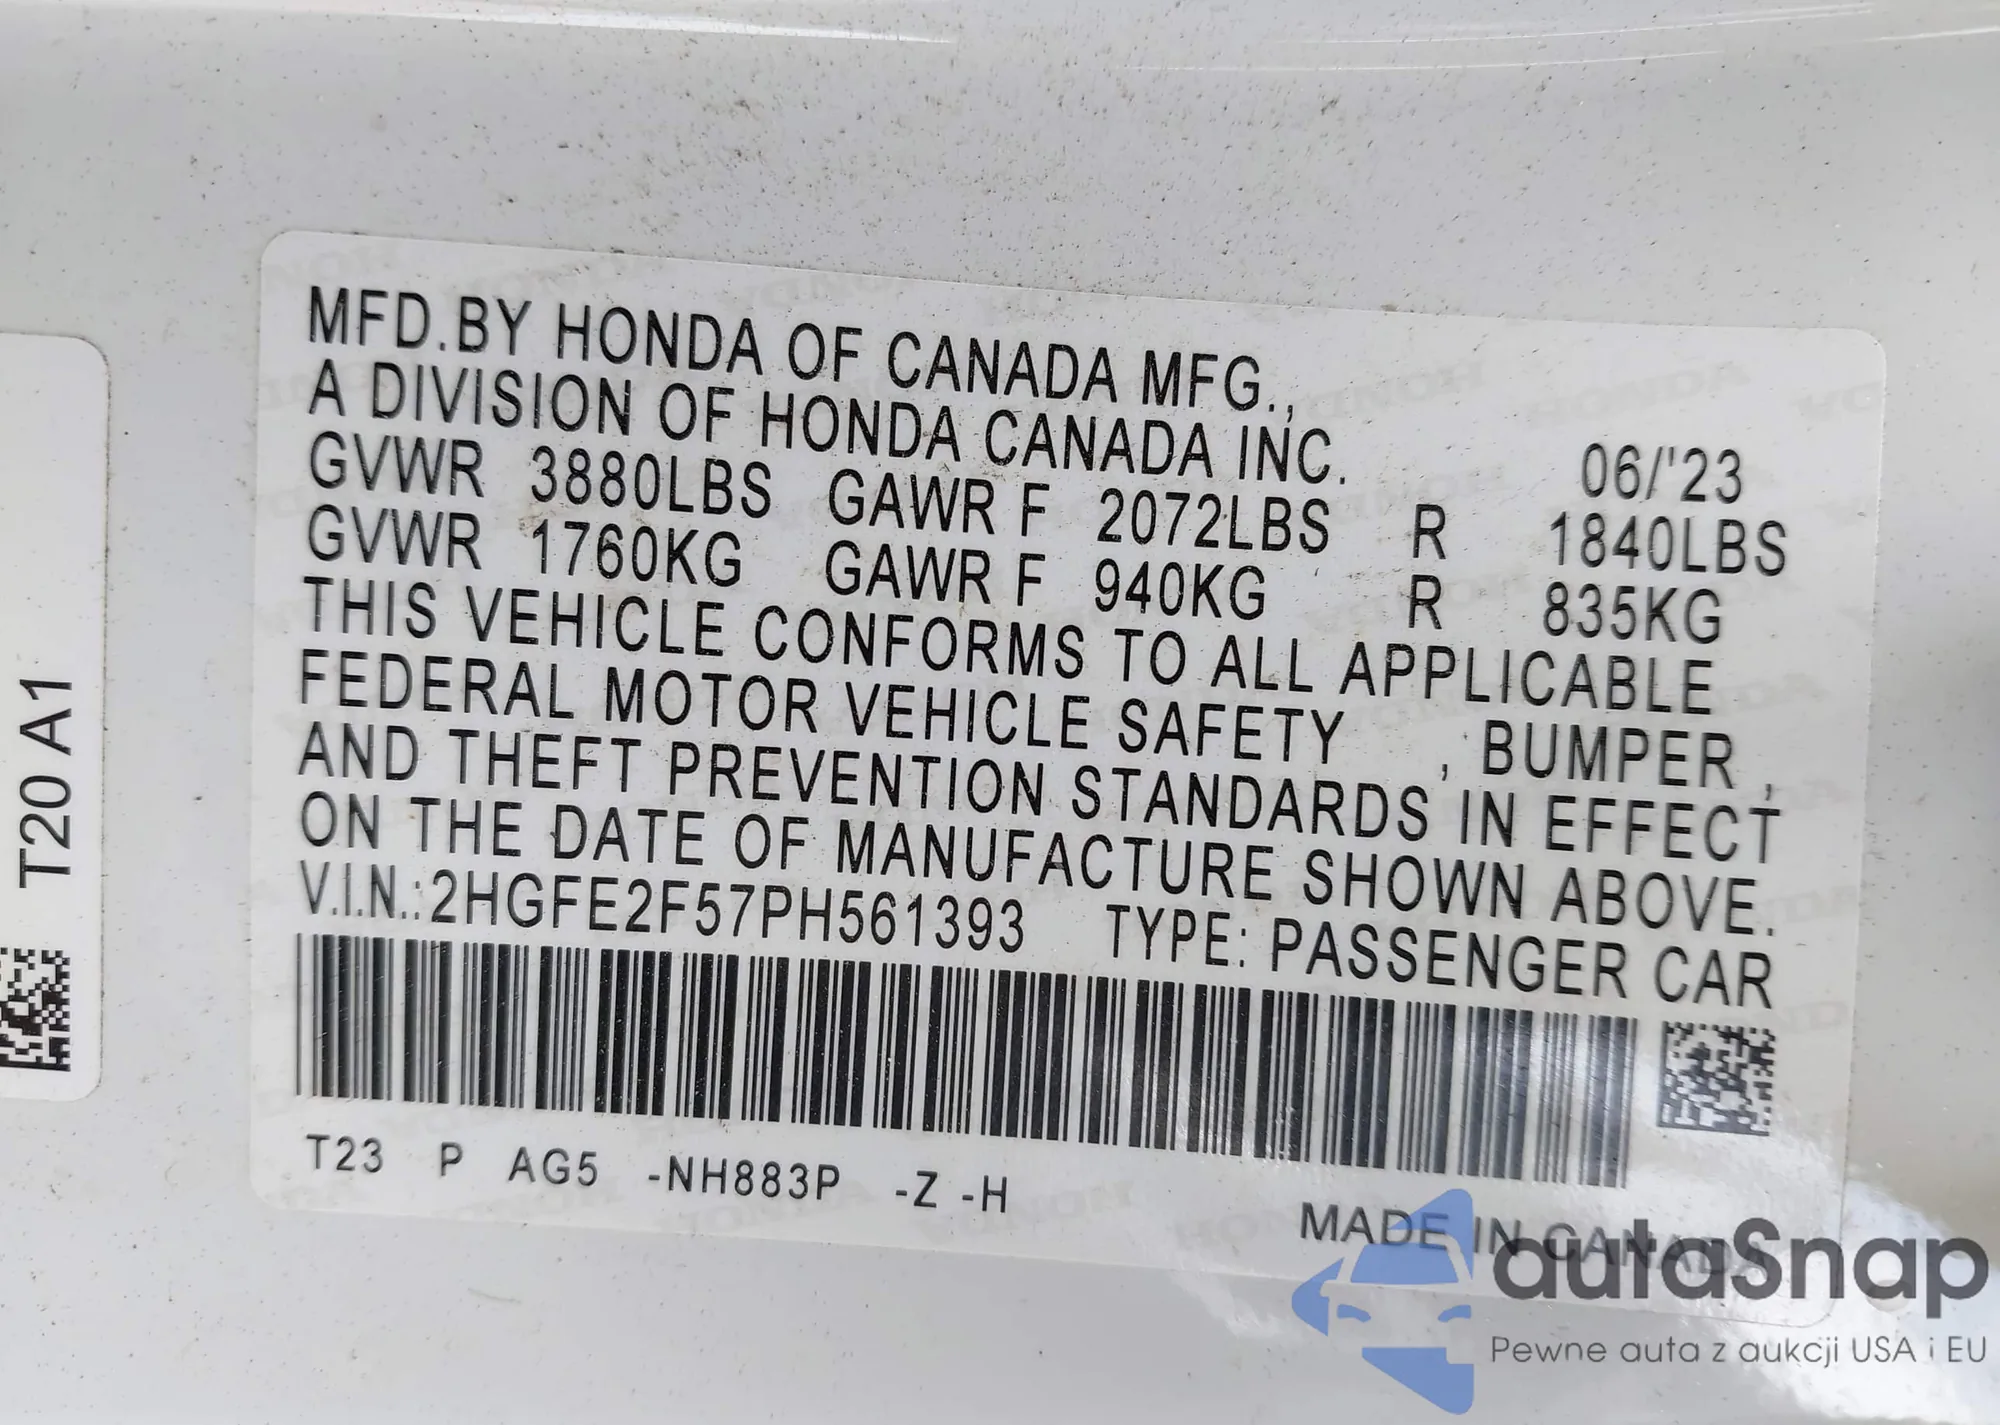 MFD.BY HONDA OF CANADA MFG.,
A DIVISION OF HONDA CANADA INC. 06/'23
GVWR 3880LBS GAWR F 2072LBS R 1840LBS
GVWR 1760KG GAWR F 940KG R 835KG
THIS VEHICLE CONFORMS TO ALL APPLICABLE
FEDERAL MOTOR VEHICLE SAFETY , BUMPER ,
AND THEFT PREVENTION STANDARDS IN EFFECT
ON THE DATE OF MANUFACTURE SHOWN ABOVE.
V.I.N.:2HGFE2F57PH561393 TYPE: PASSENGER CAR
T23 P AG5 -NH883P -Z -H
MADE IN CANADA
T20 A1
autaSnap
Pewne auta z aukcji USA i EU